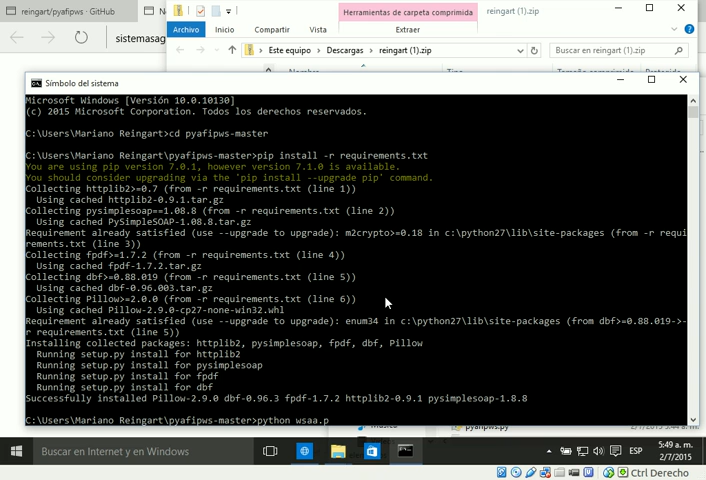 reingart/pyafipws · GitHub
sistemasag
Herramientas de carpeta comprimida
reingart (1).zip
Archivo Inicio Compartir Vista Extraer
Este equipo > Descargas > reingart (1).zip
Buscar en reingart (1).zip
Símbolo del sistema
Microsoft Windows [Versión 10.0.10130]
(c) 2015 Microsoft Corporation. Todos los derechos reservados.
C:\Users\Mariano Reingart>cd pyafipws-master
C:\Users\Mariano Reingart\pyafipws-master>pip install -r requirements.txt
You are using pip version 7.0.1, however version 7.1.0 is available.
You should consider upgrading via the 'pip install --upgrade pip' command.
Collecting httplib2>=0.7 (from -r requirements.txt (line 1))
Using cached httplib2-0.9.1.tar.gz
Collecting pysimplesoap==1.08.8 (from -r requirements.txt (line 2))
Using cached PySimpleSOAP-1.08.8.tar.gz
Requirement already satisfied (use --upgrade to upgrade): m2crypto>=0.18 in c:\python27\lib\site-packages (from -r requi
rements.txt (line 3))
Collecting fpdf>=1.7.2 (from -r requirements.txt (line 4))
Using cached fpdf-1.7.2.tar.gz
Collecting dbf>=0.88.019 (from -r requirements.txt (line 5))
Using cached dbf-0.96.003.tar.gz
Collecting Pillow>=2.0.0 (from -r requirements.txt (line 6))
Using cached Pillow-2.9.0-cp27-none-win32.whl
Requirement already satisfied (use --upgrade to upgrade): enum34 in c:\python27\lib\site-packages (from dbf>=0.88.019->-
r requirements.txt (line 5))
Installing collected packages: httplib2, pysimplesoap, fpdf, dbf, Pillow
Running setup.py install for httplib2
Running setup.py install for pysimplesoap
Running setup.py install for fpdf
Running setup.py install for dbf
Successfully installed Pillow-2.9.0 dbf-0.96.3 fpdf-1.7.2 httplib2-0.9.1 pysimplesoap-1.8.8
C:\Users\Mariano Reingart\pyafipws-master>python wsaa.p
Buscar en Internet y en Windows
ESP
5:49 a. m.
2/7/2015
Ctrl Derecho